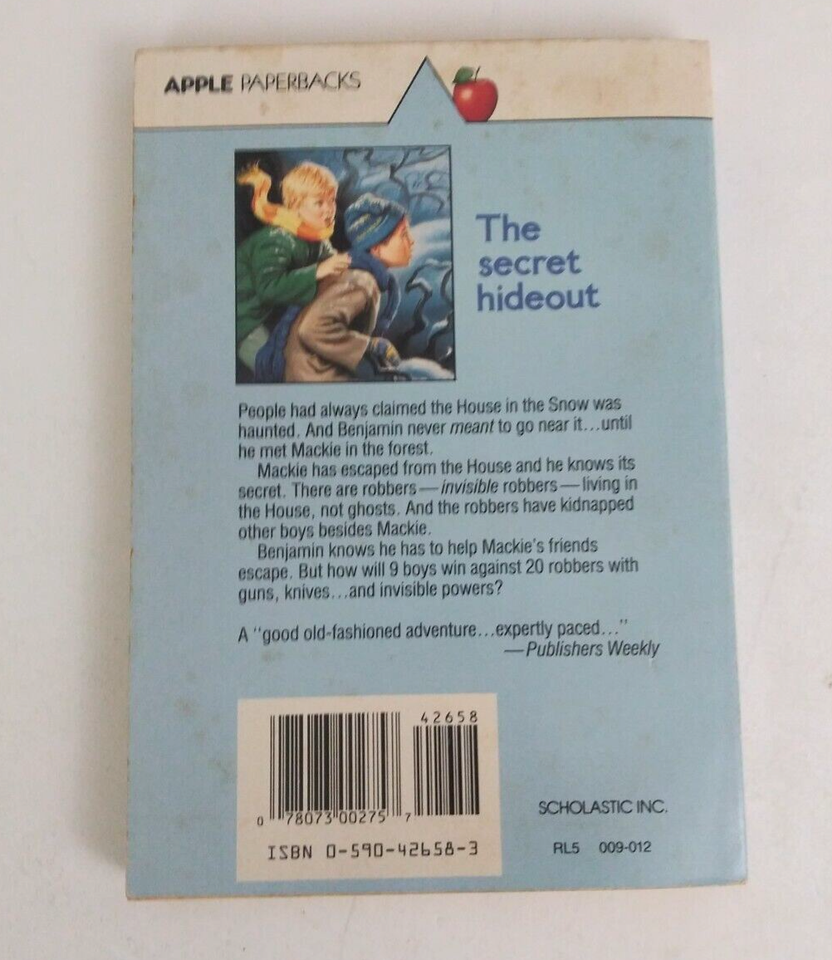 APPLE PAPERBACKS
The
secret
hideout
People had always claimed the House in the Snow was
haunted. And Benjamin never meant to go near it...until
he met Mackie in the forest.
Mackie has escaped from the House and he knows its
secret. There are robbers—invisible robbers—living in
the House, not ghosts. And the robbers have kidnapped
other boys besides Mackie.
Benjamin knows he has to help Mackie's friends
escape. But how will 9 boys win against 20 robbers with
guns, knives...and invisible powers?
A "good old-fashioned adventure...expertly paced..."
—Publishers Weekly
42658
0 78073 00275 7
ISBN 0-590-42658-3
SCHOLASTIC INC.
RL5 009-012